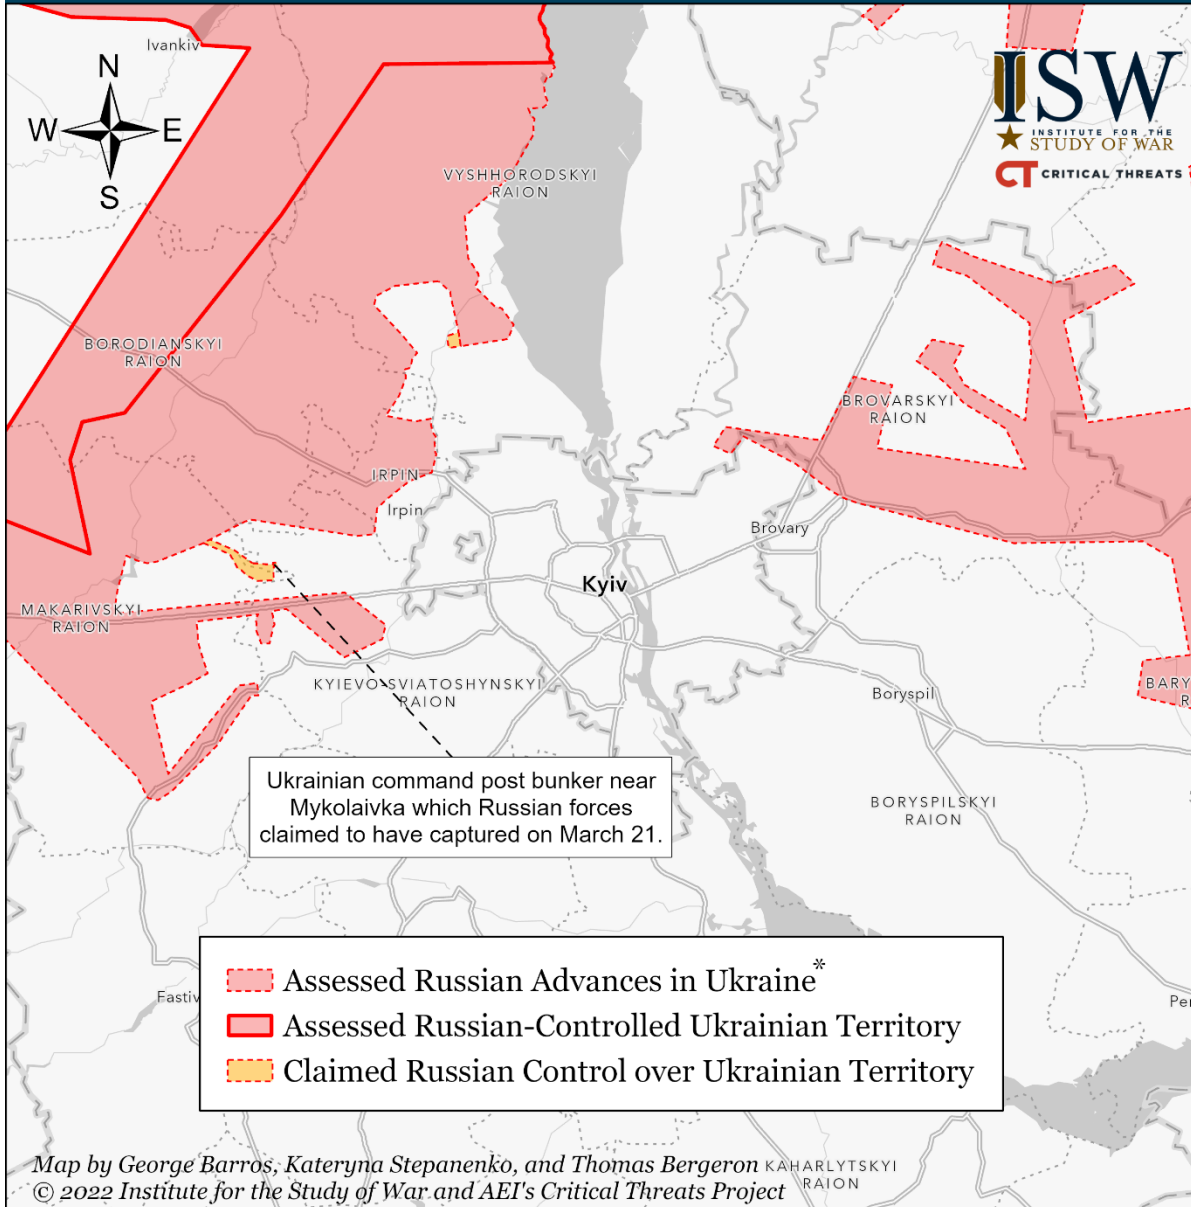 Ivankiv
N
W E
S
ISW
INSTITUTE FOR THE
STUDY OF WAR
CT CRITICAL THREATS
VYSHHORODSKYI
RAION
BORODIANSKYI
RAION
BROVARSKYI
RAION
IRPIN
Irpin
Brovary
Kyiv
MAKARIVSKYI
RAION
KYIEVO-SVIATOSHYNSKYI
RAION
Boryspil
BARY
R
Ukrainian command post bunker near
Mykolaivka which Russian forces
claimed to have captured on March 21.
BORYSPILSKYI
RAION
Fastiv
Per
Assessed Russian Advances in Ukraine*
Assessed Russian-Controlled Ukrainian Territory
Claimed Russian Control over Ukrainian Territory
Map by George Barros, Kateryna Stepanenko, and Thomas Bergeron
© 2022 Institute for the Study of War and AEI's Critical Threats Project
KAHARLYTSKYI
RAION